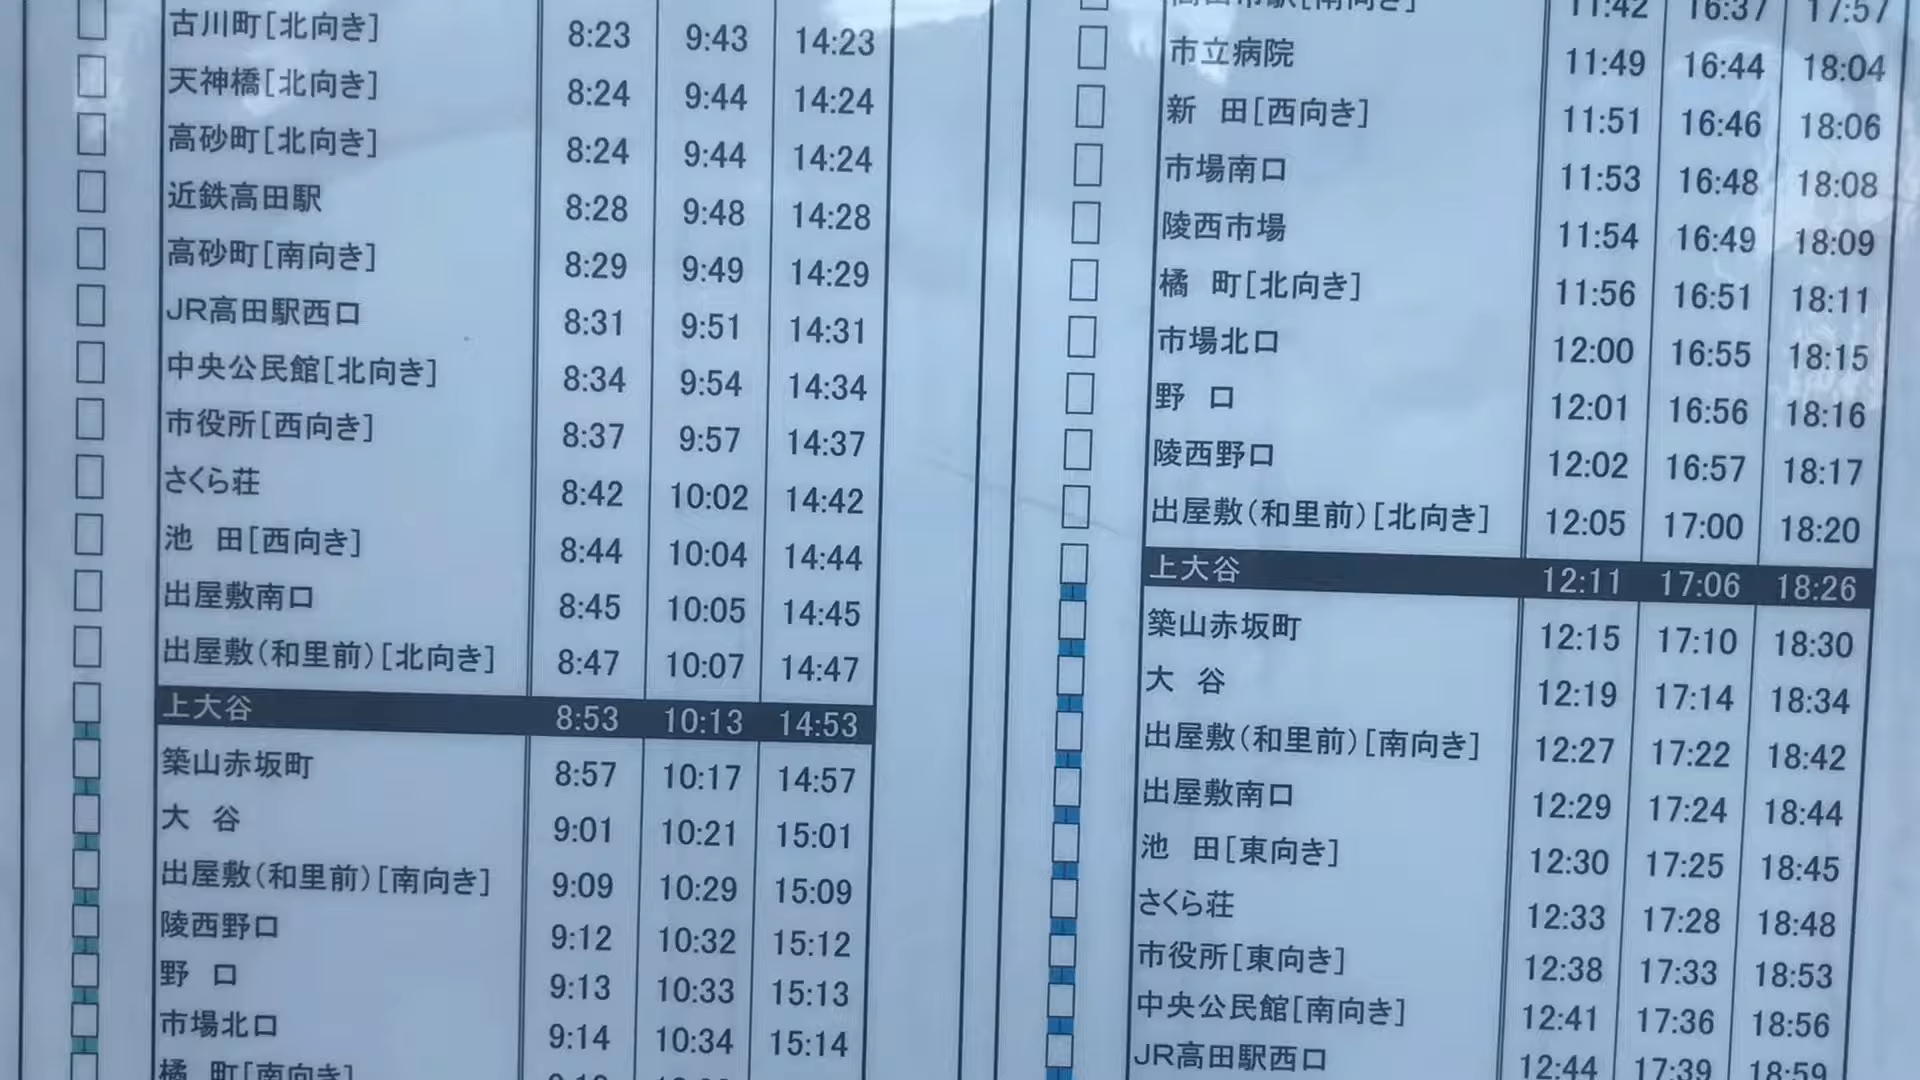 古川町[北向き] 8:23 9:43 14:23
天神橋[北向き] 8:24 9:44 14:24
高砂町[北向き] 8:24 9:44 14:24
近鉄高田駅 8:28 9:48 14:28
高砂町[南向き] 8:29 9:49 14:29
JR高田駅西口 8:31 9:51 14:31
中央公民館[北向き] 8:34 9:54 14:34
市役所[西向き] 8:37 9:57 14:37
さくら荘 8:42 10:02 14:42
池 田[西向き] 8:44 10:04 14:44
出屋敷南口 8:45 10:05 14:45
出屋敷(和里前)[北向き] 8:47 10:07 14:47
上大谷 8:53 10:13 14:53
築山赤坂町 8:57 10:17 14:57
大 谷 9:01 10:21 15:01
出屋敷(和里前)[南向き] 9:09 10:29 15:09
陵西野口 9:12 10:32 15:12
野 口 9:13 10:33 15:13
市場北口 9:14 10:34 15:14
橘 町[南向き]
高田市駅[南向き] 11:42 16:37 17:57
市立病院 11:49 16:44 18:04
新 田[西向き] 11:51 16:46 18:06
市場南口 11:53 16:48 18:08
陵西市場 11:54 16:49 18:09
橘 町[北向き] 11:56 16:51 18:11
市場北口 12:00 16:55 18:15
野 口 12:01 16:56 18:16
陵西野口 12:02 16:57 18:17
出屋敷(和里前)[北向き] 12:05 17:00 18:20
上大谷 12:11 17:06 18:26
築山赤坂町 12:15 17:10 18:30
大 谷 12:19 17:14 18:34
出屋敷(和里前)[南向き] 12:27 17:22 18:42
出屋敷南口 12:29 17:24 18:44
池 田[東向き] 12:30 17:25 18:45
さくら荘 12:33 17:28 18:48
市役所[東向き] 12:38 17:33 18:53
中央公民館[南向き] 12:41 17:36 18:56
JR高田駅西口 12:44 17:39 18:59